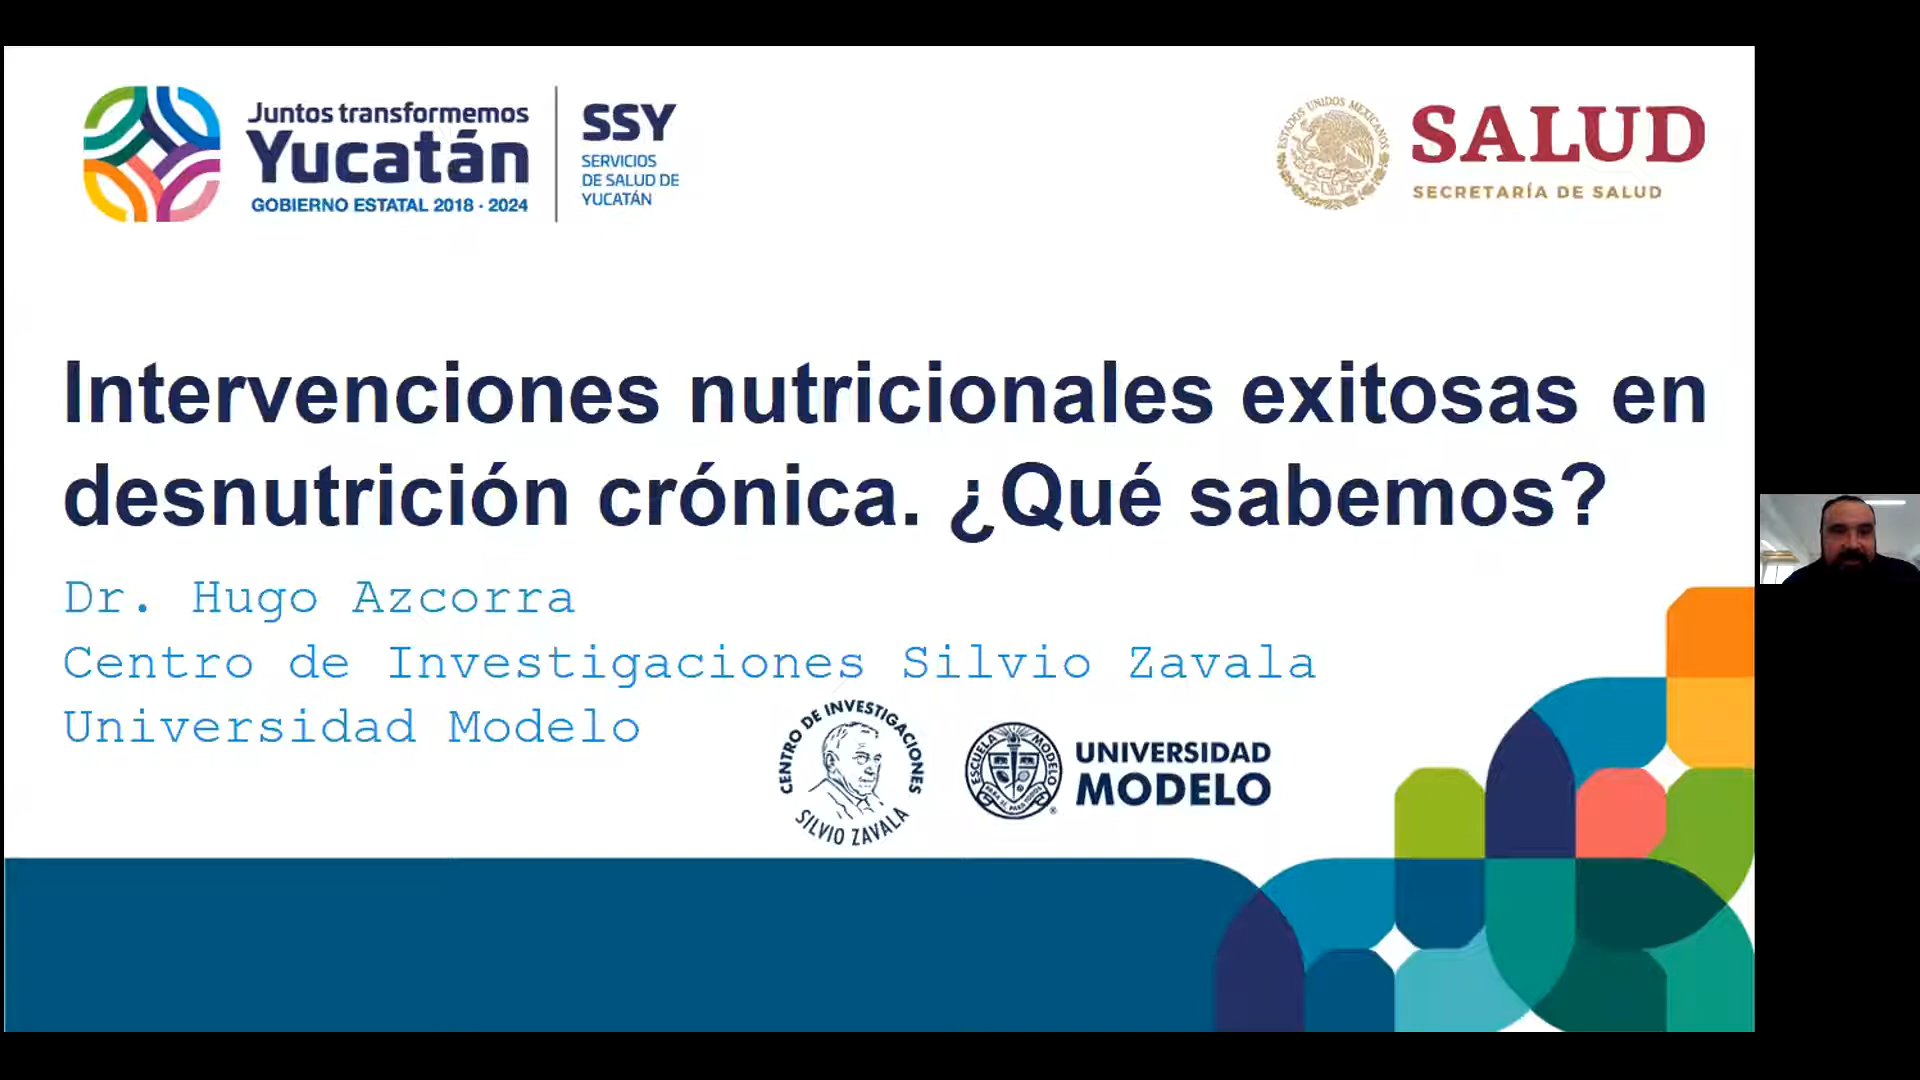 Juntos transformemos
Yucatán
GOBIERNO ESTATAL 2018 · 2024
SSY
SERVICIOS
DE SALUD DE
YUCATÁN
ESTADOS UNIDOS MEXICANOS
SALUD
SECRETARÍA DE SALUD
Intervenciones nutricionales exitosas en
desnutrición crónica. ¿Qué sabemos?
Dr. Hugo Azcorra
Centro de Investigaciones Silvio Zavala
Universidad Modelo
CENTRO DE INVESTIGACIONES
SILVIO ZAVALA
ESCUELA MODELO
UNIVERSIDAD
MODELO